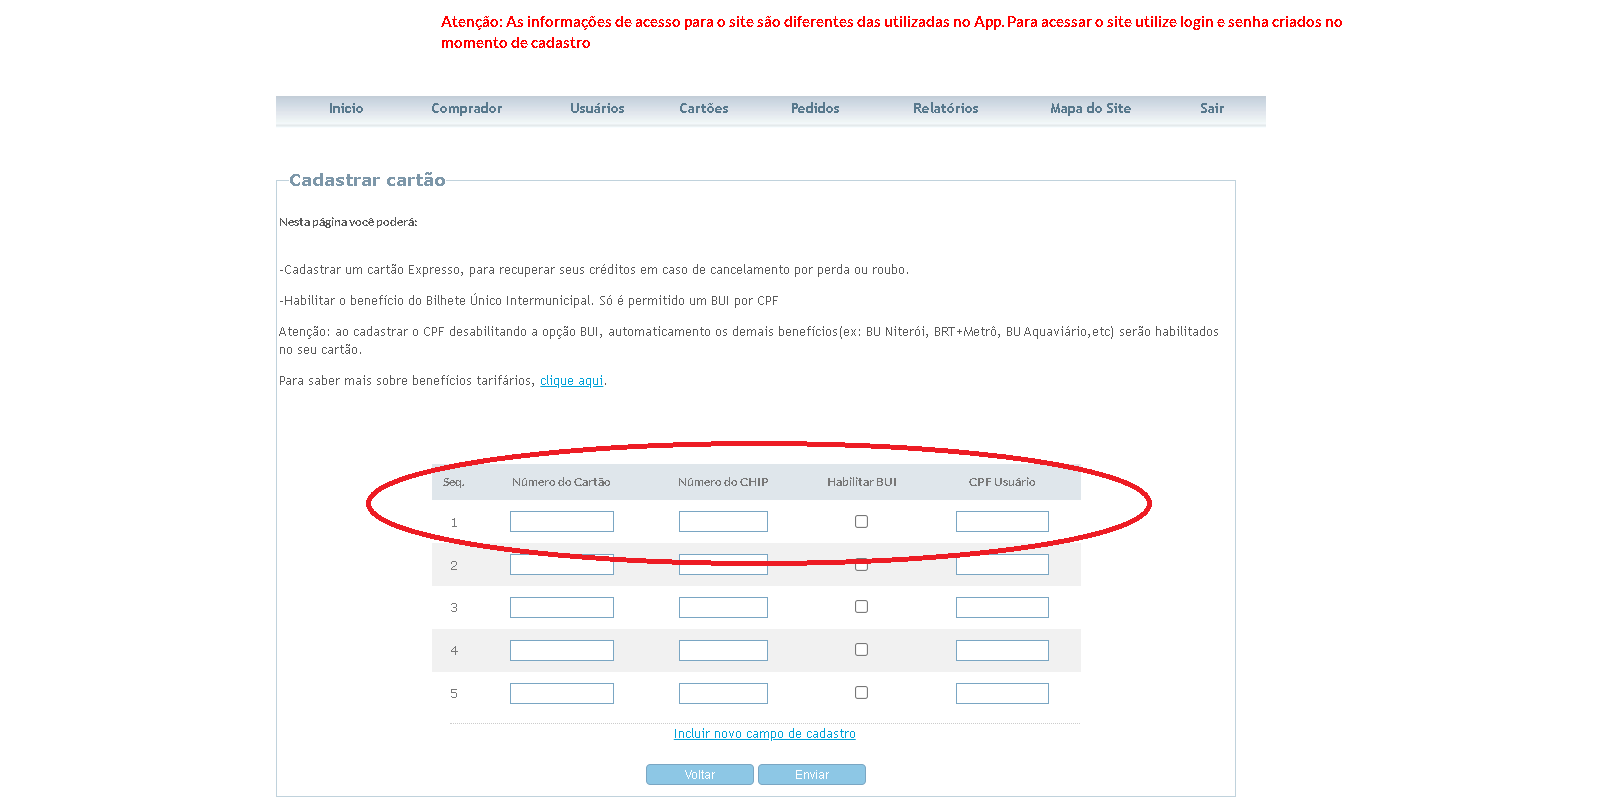 Atenção: As informações de acesso para o site são diferentes das utilizadas no App. Para acessar o site utilize login e senha criados no
momento de cadastro
Inicio Comprador Usuários Cartões Pedidos Relatórios Mapa do Site Sair
Cadastrar cartão
Nesta página você poderá:
-Cadastrar um cartão Expresso, para recuperar seus créditos em caso de cancelamento por perda ou roubo.
-Habilitar o benefício do Bilhete Único Intermunicipal. Só é permitido um BUI por CPF
Atenção: ao cadastrar o CPF desabilitando a opção BUI, automaticamento os demais benefícios(ex: BU Niterói, BRT+Metrô, BU Aquaviário,etc) serão habilitados
no seu cartão.
Para saber mais sobre benefícios tarifários, clique aqui.
Seq. Número do Cartão Número do CHIP Habilitar BUI CPF Usuário
1
2
3
4
5
Incluir novo campo de cadastro
Voltar Enviar